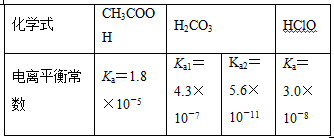 化学式
CH₃COO
H
H₂CO₃
HClO
电离平衡常
数
Kₐ＝1.8
×10⁻⁵
Kₐ₁＝
4.3×
10⁻⁷
Ka2＝
5.6×
10⁻¹¹
Kₐ＝
3.0×
10⁻⁸